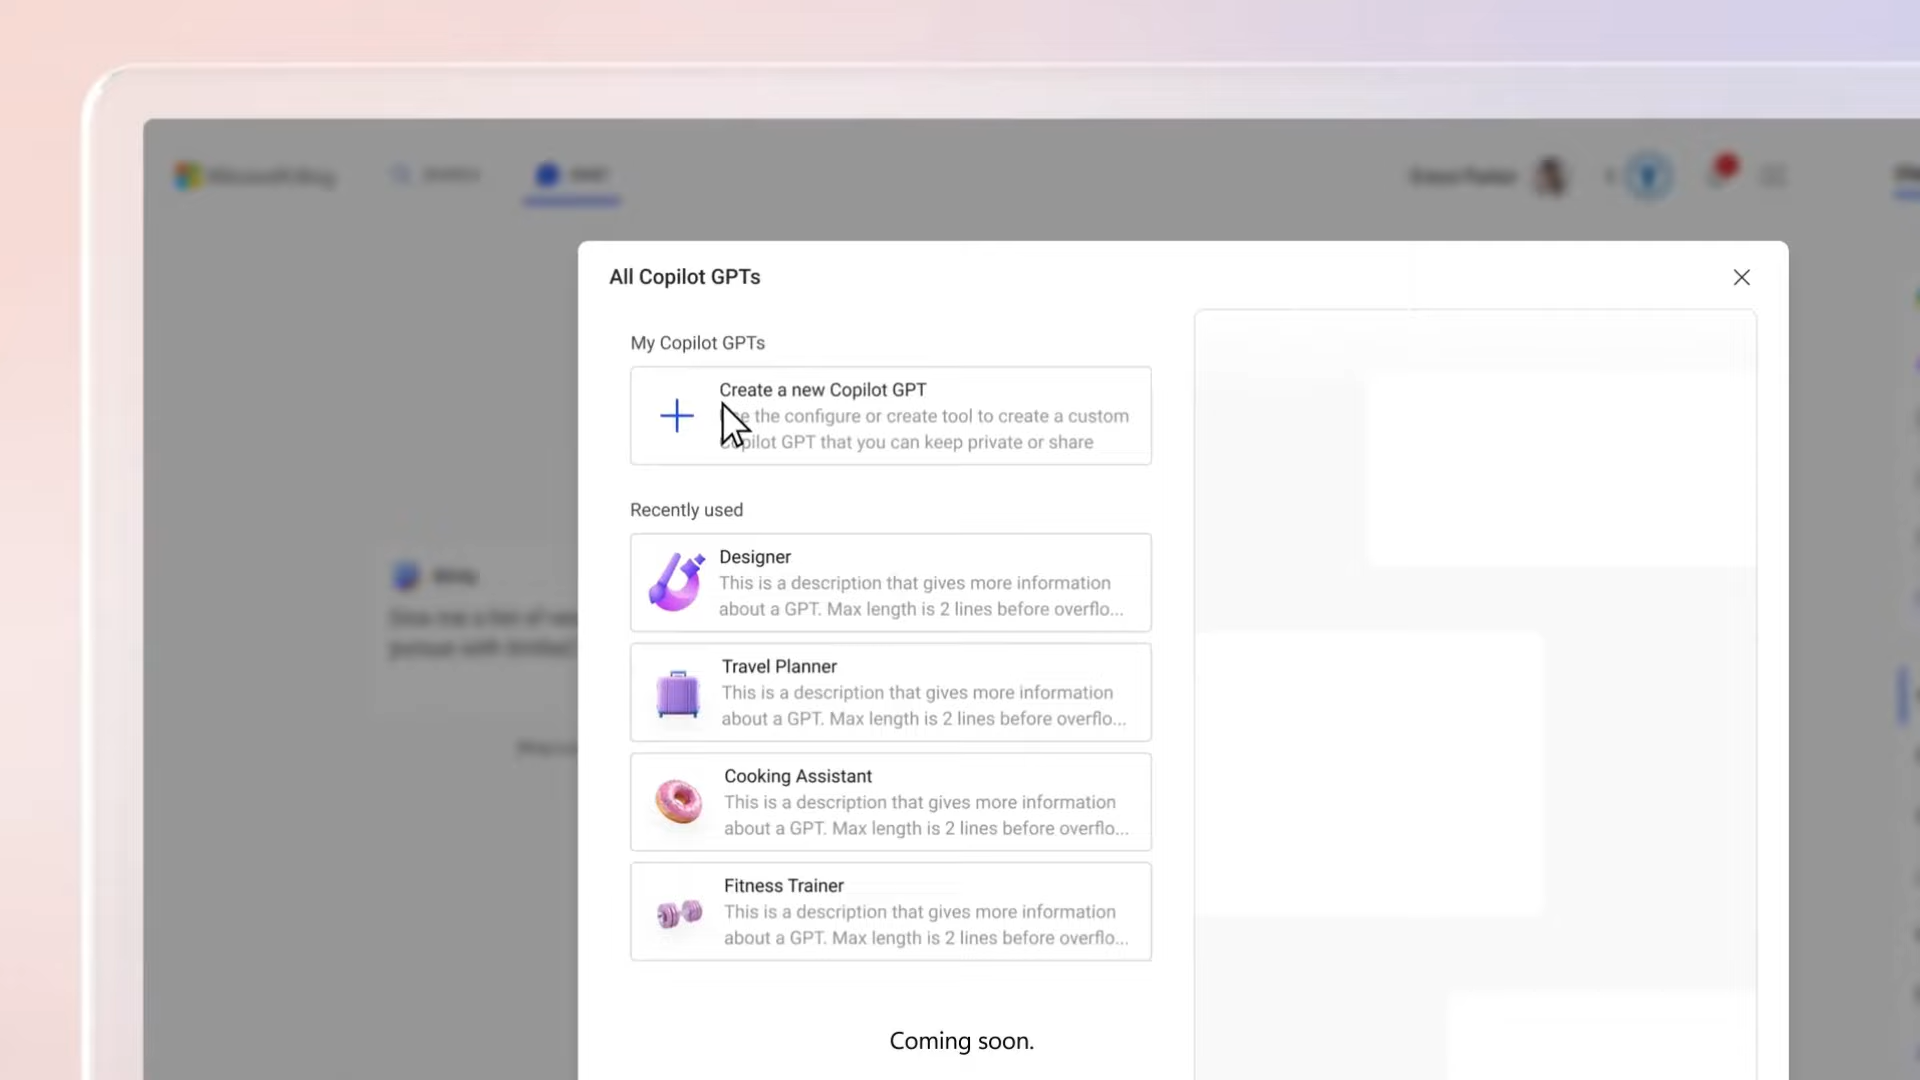 All Copilot GPTs
My Copilot GPTs
Create a new Copilot GPT
the configure or create tool to create a custom
GPT that you can keep private or share
Recently used
Designer
This is a description that gives more information
about a GPT. Max length is 2 lines before overflo...
Travel Planner
This is a description that gives more information
about a GPT. Max length is 2 lines before overflo...
Cooking Assistant
This is a description that gives more information
about a GPT. Max length is 2 lines before overflo...
Fitness Trainer
This is a description that gives more information
about a GPT. Max length is 2 lines before overflo...
Coming soon.